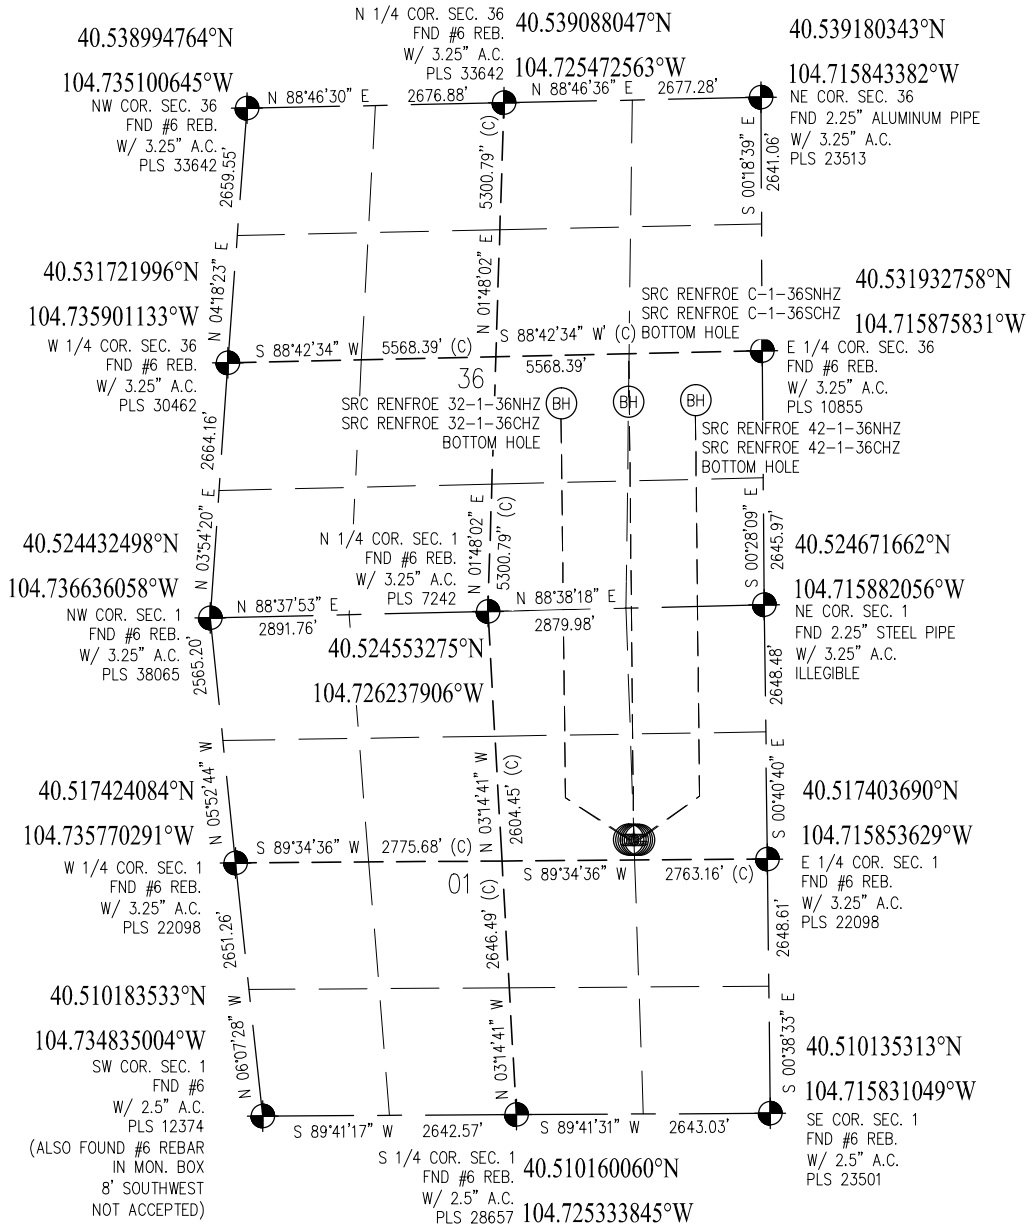 N 1/4 COR. SEC. 36
FND #6 REB.
W/ 3.25" A.C.
PLS 33642
40.539088047°N
104.725472563°W
40.538994764°N
104.735100645°W
NW COR. SEC. 36
FND #6 REB.
W/ 3.25" A.C.
PLS 33642
40.539180343°N
104.715843382°W
NE COR. SEC. 36
FND 2.25" ALUMINUM PIPE
W/ 3.25" A.C.
PLS 23513
N 88°46'30" E
2676.88'
N 88°46'36" E
2677.28'
2659.55'
N 04°18'23" E
5300.79" (C)
N 01°48'02" E
S 00°18'39" E
2641.06'
40.531721996°N
104.735901133°W
W 1/4 COR. SEC. 36
FND #6 REB.
W/ 3.25" A.C.
PLS 30462
SRC RENFROE C-1-36SNHZ
SRC RENFROE C-1-36SCHZ
BOTTOM HOLE
40.531932758°N
104.715875831°W
E 1/4 COR. SEC. 36
FND #6 REB.
W/ 3.25" A.C.
PLS 10855
S 88°42'34" W
5568.39' (C)
S 88°42'34" W' (C)
5568.39'
36
SRC RENFROE 32-1-36NHZ
SRC RENFROE 32-1-36CHZ
BOTTOM HOLE
BH
BH
BH
SRC RENFROE 42-1-36NHZ
SRC RENFROE 42-1-36CHZ
BOTTOM HOLE
2664.16'
N 03°54'20" E
N 01°48'02" E
5300.79" (C)
S 00°28'09" E
2645.97'
40.524432498°N
104.736636058°W
NW COR. SEC. 1
FND #6 REB.
W/ 3.25" A.C.
PLS 38065
N 1/4 COR. SEC. 1
FND #6 REB.
W/ 3.25" A.C.
PLS 7242
40.524553275°N
104.726237906°W
40.524671662°N
104.715882056°W
NE COR. SEC. 1
FND 2.25" STEEL PIPE
W/ 3.25" A.C.
ILLEGIBLE
N 88°37'53" E
2891.76'
N 88°38'18" E
2879.98'
2565.20'
N 05°52'44" W
N 03°14'41" W
2604.45' (C)
2648.48'
S 00°40'40" E
40.517424084°N
104.735770291°W
W 1/4 COR. SEC. 1
FND #6 REB.
W/ 3.25" A.C.
PLS 22098
40.517403690°N
104.715853629°W
E 1/4 COR. SEC. 1
FND #6 REB.
W/ 3.25" A.C.
PLS 22098
S 89°34'36" W
2775.68' (C)
S 89°34'36" W
2763.16' (C)
01
2651.26'
N 06°07'28" W
2646.49' (C)
N 03°14'41" W
2648.61'
S 00°38'33" E
40.510183533°N
104.734835004°W
SW COR. SEC. 1
FND #6
W/ 2.5" A.C.
PLS 12374
(ALSO FOUND #6 REBAR
IN MON. BOX
8' SOUTHWEST
NOT ACCEPTED)
S 89°41'17" W
2642.57'
S 89°41'31" W
2643.03'
S 1/4 COR. SEC. 1
FND #6 REB.
W/ 2.5" A.C.
PLS 28657
40.510160060°N
104.725333845°W
40.510135313°N
104.715831049°W
SE COR. SEC. 1
FND #6 REB.
W/ 2.5" A.C.
PLS 23501